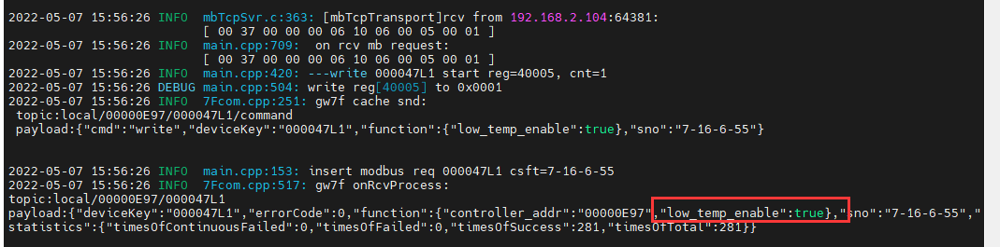 2022-05-07 15:56:26 INFO  mbTcpSvr.c:363: [mbTcpTransport]rcv from 192.168.2.104:64381:
[ 00 37 00 00 00 06 10 06 00 05 00 01 ]
2022-05-07 15:56:26 INFO  main.cpp:709:  on rcv mb request:
[ 00 37 00 00 00 06 10 06 00 05 00 01 ]
2022-05-07 15:56:26 INFO  main.cpp:420: ---write 000047L1 start reg=40005, cnt=1
2022-05-07 15:56:26 DEBUG main.cpp:504: write reg[40005] to 0x0001
2022-05-07 15:56:26 INFO  7Fcom.cpp:251: gw7f cache snd:
topic:local/00000E97/000047L1/command
payload:{"cmd":"write","deviceKey":"000047L1","function":{"low_temp_enable":true},"sno":"7-16-6-55"}
2022-05-07 15:56:26 INFO  main.cpp:153: insert modbus req 000047L1 csft=7-16-6-55
2022-05-07 15:56:26 INFO  7Fcom.cpp:517: gw7f onRcvProcess:
topic:local/00000E97/000047L1
payload:{"deviceKey":"000047L1","errorCode":0,"function":{"controller_addr":"00000E97","low_temp_enable":true},"sno":"7-16-6-55","
statistics":{"timesOfContinuousFailed":0,"timesOfFailed":0,"timesOfSuccess":281,"timesOfTotal":281}}